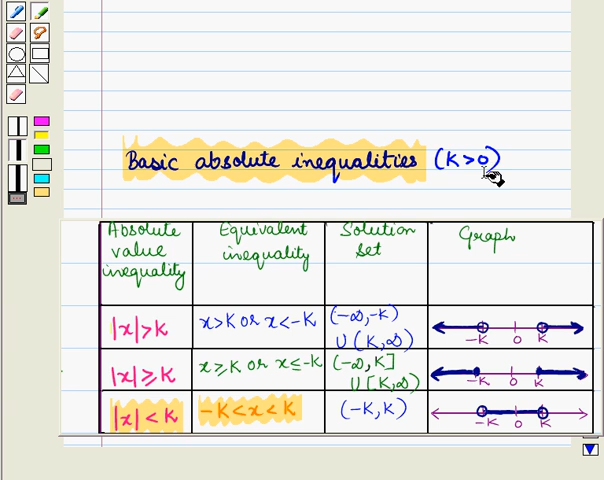 Basic absolute inequalities (K>0)
Absolute value inequality
Equivalent inequality
Solution set
Graph
|x|>K
x>K or x<-K
(-∞,-K)
∪(K,∞)
-K 0 K
|x|≥K
x≥K or x≤-K
(-∞,K]
∪[K,∞)
-K 0 K
|x|<K
-K<x<K
(-K,K)
-K 0 K